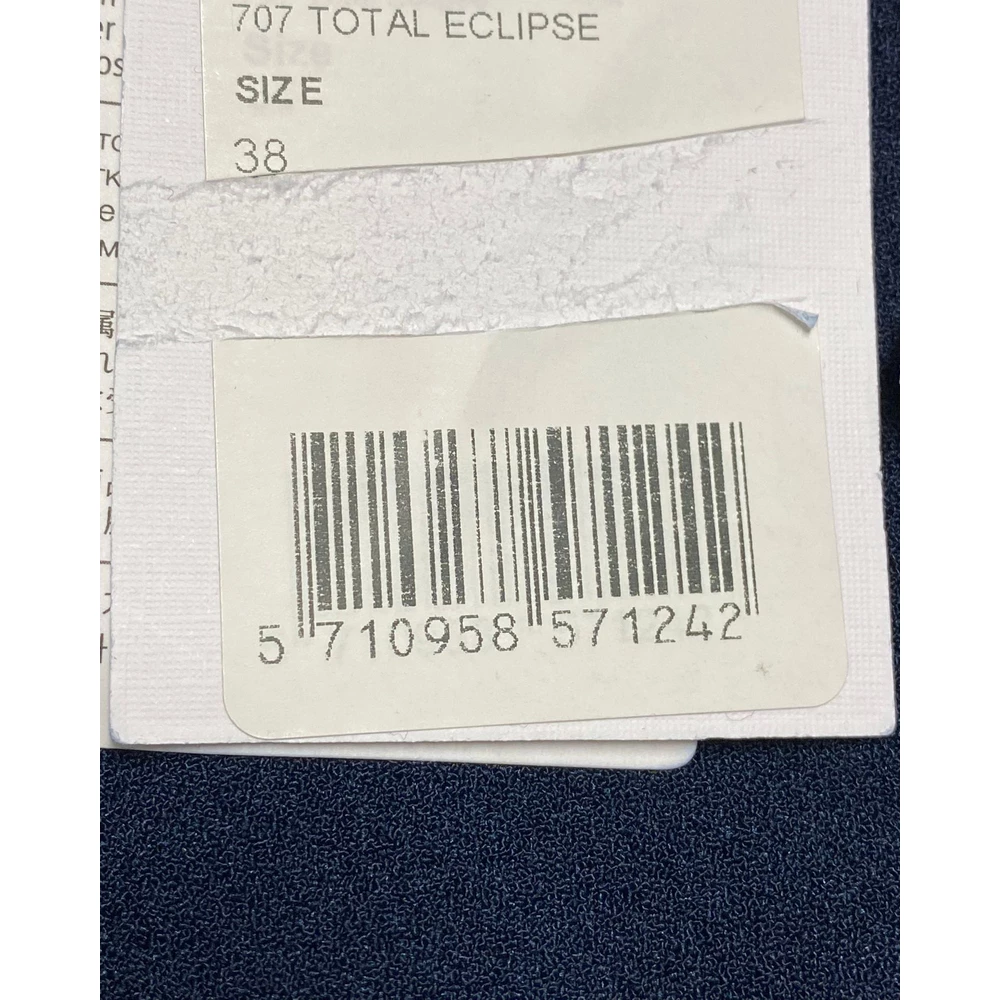 707 TOTAL ECLIPSE
Size
SIZE
38
5 710958 571242